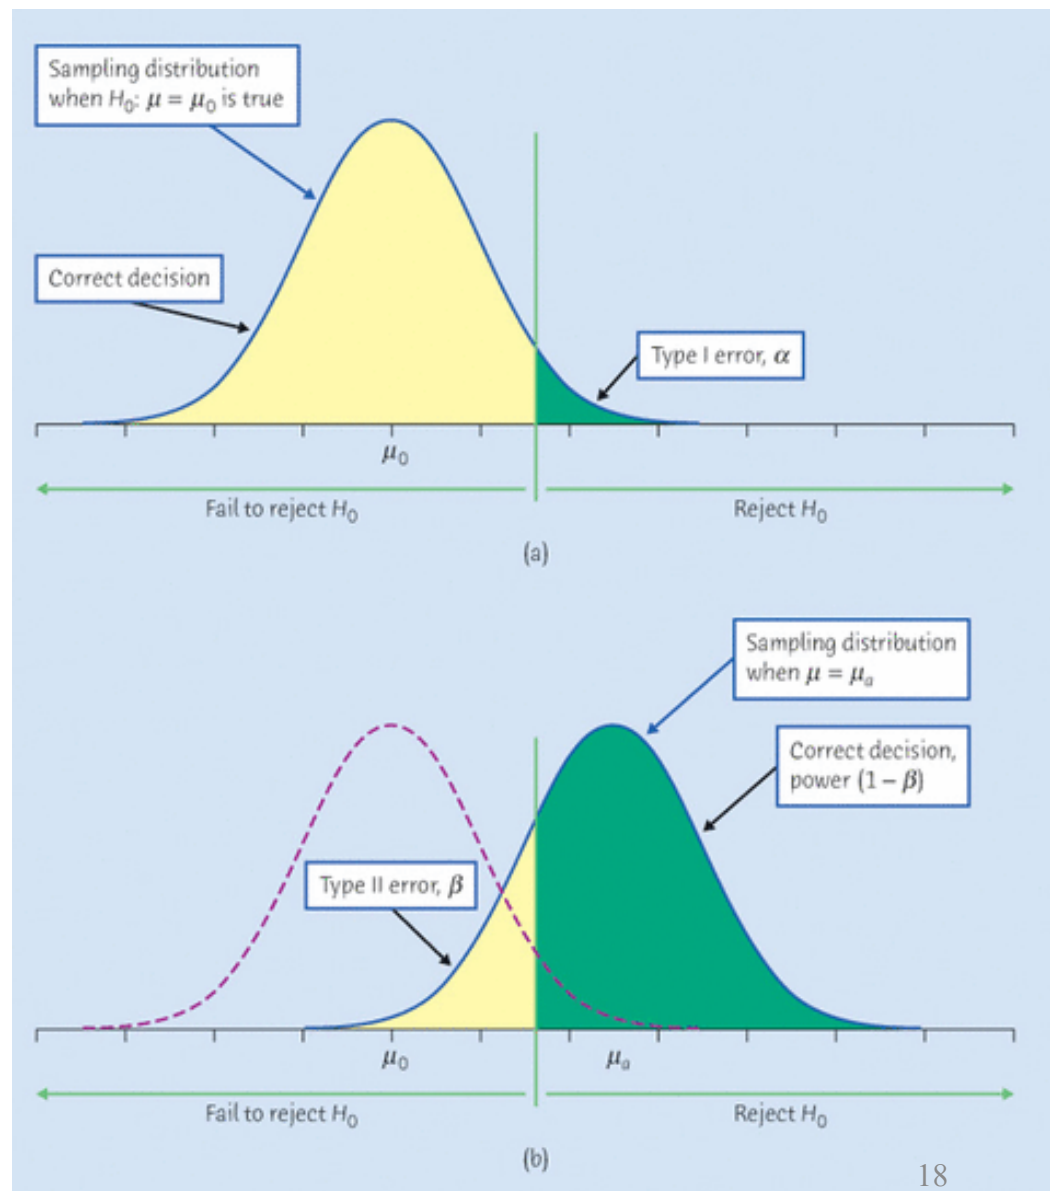 Sampling distribution
when H₀: μ = μ₀ is true
Correct decision
Type I error, α
μ₀
Fail to reject H₀
Reject H₀
(a)
Sampling distribution
when μ = μₐ
Correct decision,
power (1 – β)
Type II error, β
μ₀
μₐ
Fail to reject H₀
Reject H₀
(b)
18